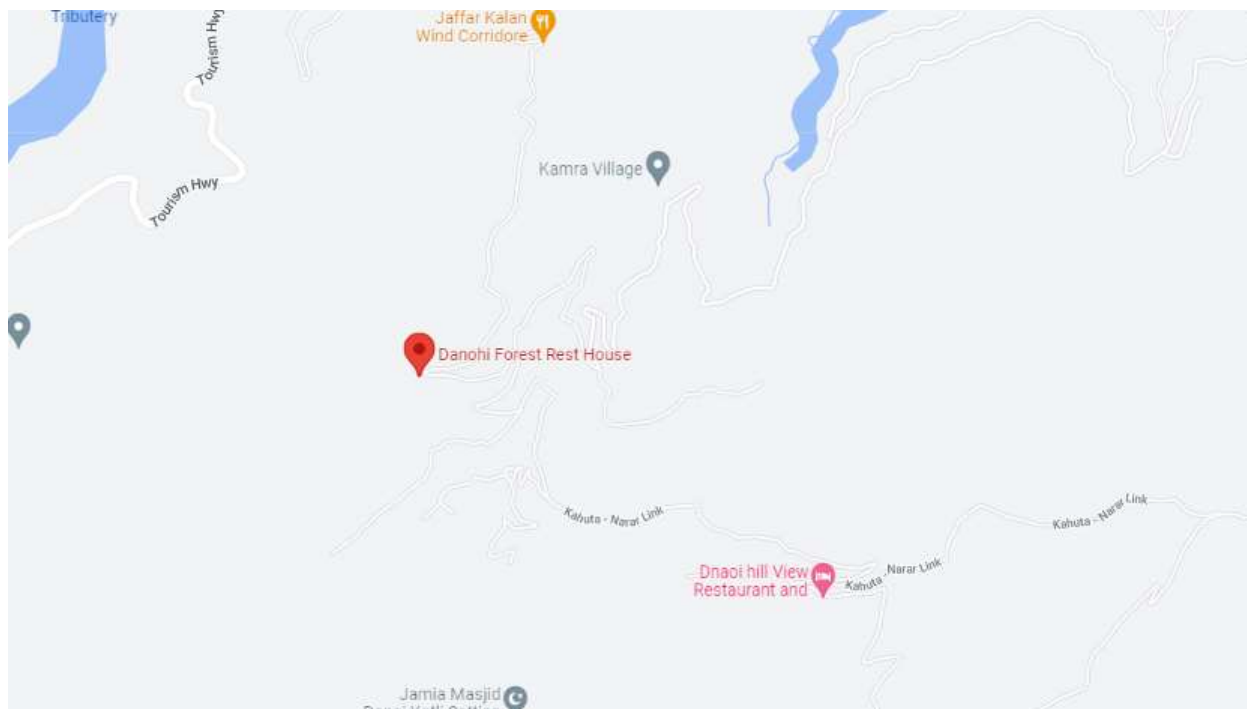 Tributery
Jaffar Kalan
Wind Corridore
Tourism Hwy
Kamra Village
Tourism Hwy
Danohi Forest Rest House
Kahuta - Narar Link
Kahuta - Narar Link
Dnaoi hill View
Restaurant and
Kahuta - Narar Link
Jamia Masjid